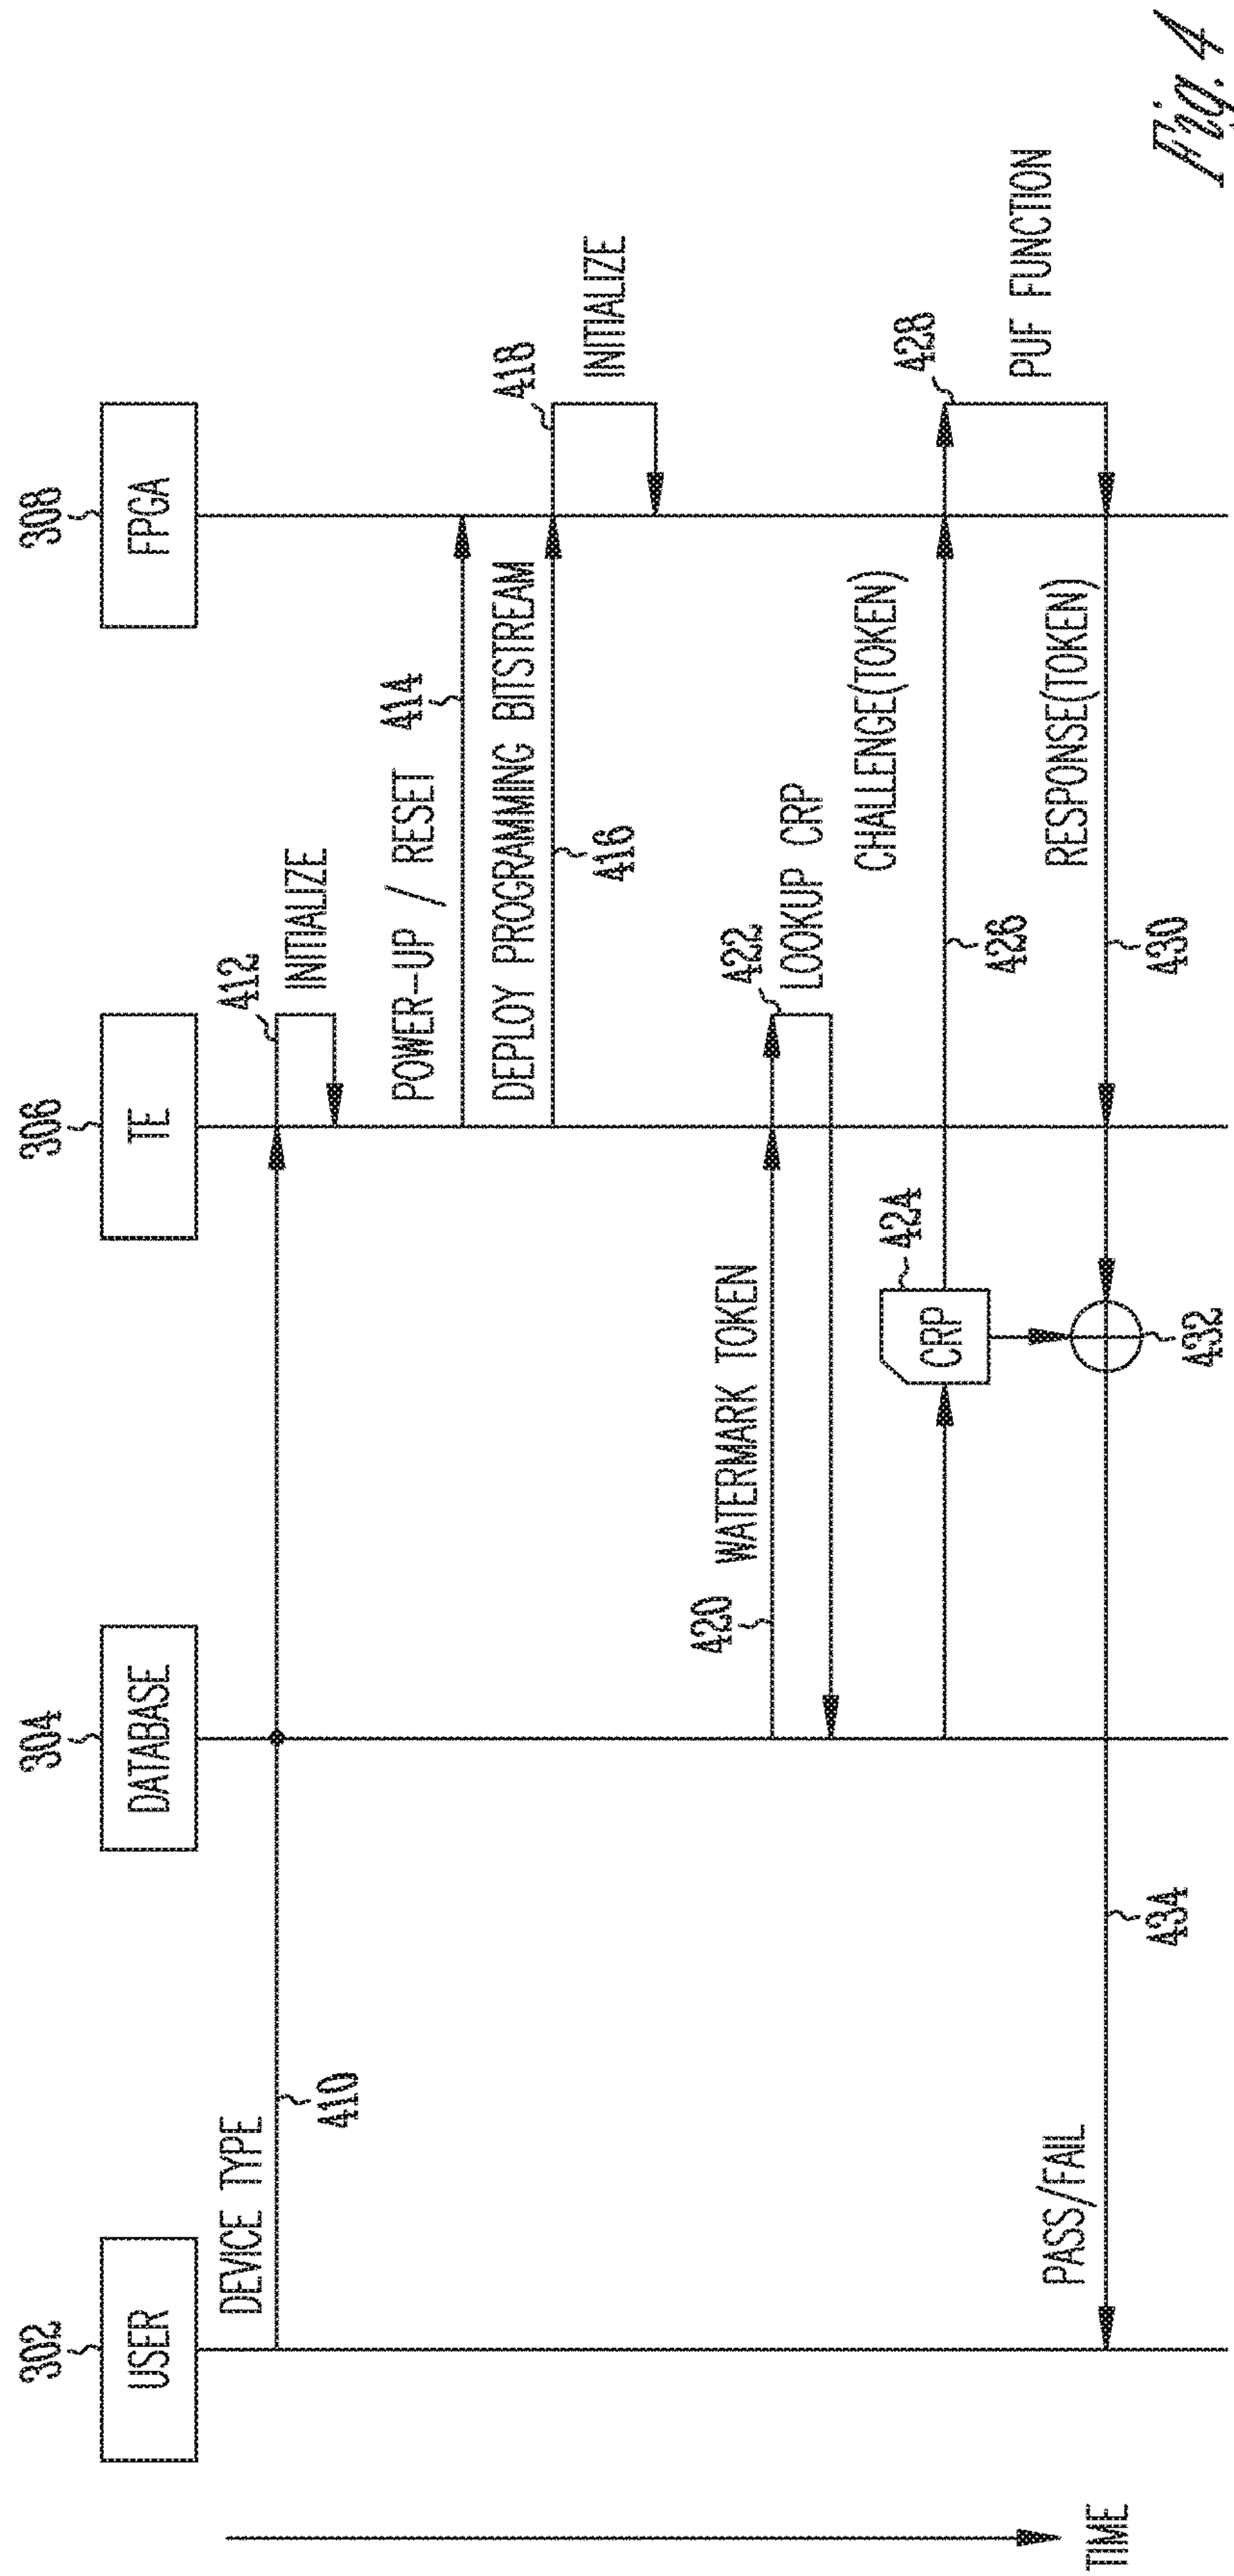 302
USER
304
DATABASE
306
TE
308
FPGA
DEVICE TYPE
410
412
INITIALIZE
POWER-UP / RESET 414
DEPLOY PROGRAMMING BITSTREAM
416
418
INITIALIZE
420 WATERMARK TOKEN
422
LOOKUP CRP
424
CRP
CHALLENGE(TOKEN)
426
428
PUF FUNCTION
RESPONSE(TOKEN)
430
432
PASS/FAIL
434
TIME
Fig. 4